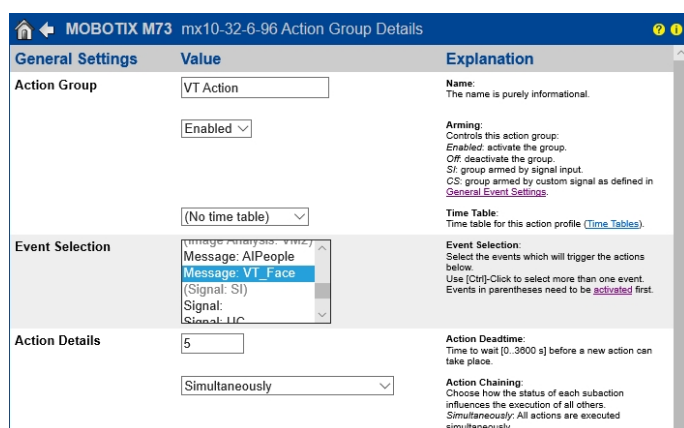 MOBOTIX M73 mx10-32-6-96 Action Group Details
General Settings Value Explanation
Action Group
VT Action
Name:
The name is purely informational.
Enabled
Arming:
Controls this action group:
Enabled: activate the group.
Off: deactivate the group.
SI: group armed by signal input.
CS: group armed by custom signal as defined in
General Event Settings.
(No time table)
Time Table:
Time table for this action profile (Time Tables).
Event Selection
(Image Analysis: VM2)
Message: AIPeople
Message: VT_Face
(Signal: SI)
Signal:
Signal: UC
Event Selection:
Select the events which will trigger the actions
below.
Use [Ctrl]-Click to select more than one event.
Events in parentheses need to be activated first.
Action Details
5
Action Deadtime:
Time to wait [0..3600 s] before a new action can
take place.
Simultaneously
Action Chaining:
Choose how the status of each subaction
influences the execution of all others.
Simultaneously: All actions are executed
simultaneously